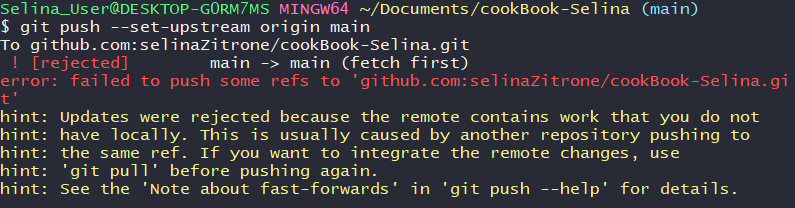 Selina_User@DESKTOP-G0RM7MS MINGW64 ~/Documents/cookBook-Selina (main)
$ git push --set-upstream origin main
To github.com:selinaZitrone/cookBook-Selina.git
 ! [rejected]        main -> main (fetch first)
error: failed to push some refs to 'github.com:selinaZitrone/cookBook-Selina.gi
t'
hint: Updates were rejected because the remote contains work that you do not
hint: have locally. This is usually caused by another repository pushing to
hint: the same ref. If you want to integrate the remote changes, use
hint: 'git pull' before pushing again.
hint: See the 'Note about fast-forwards' in 'git push --help' for details.